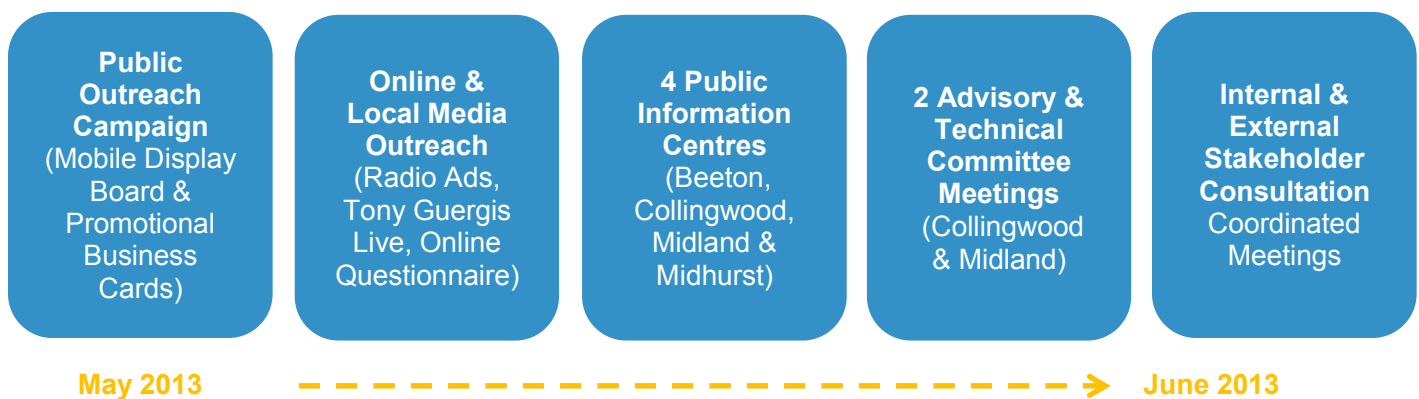 Public
Outreach
Campaign
(Mobile Display
Board &
Promotional
Business
Cards)
Online &
Local Media
Outreach
(Radio Ads,
Tony Guergis
Live, Online
Questionnaire)
4 Public
Information
Centres
(Beeton,
Collingwood,
Midland &
Midhurst)
2 Advisory &
Technical
Committee
Meetings
(Collingwood
& Midland)
Internal &
External
Stakeholder
Consultation
Coordinated
Meetings
May 2013
June 2013